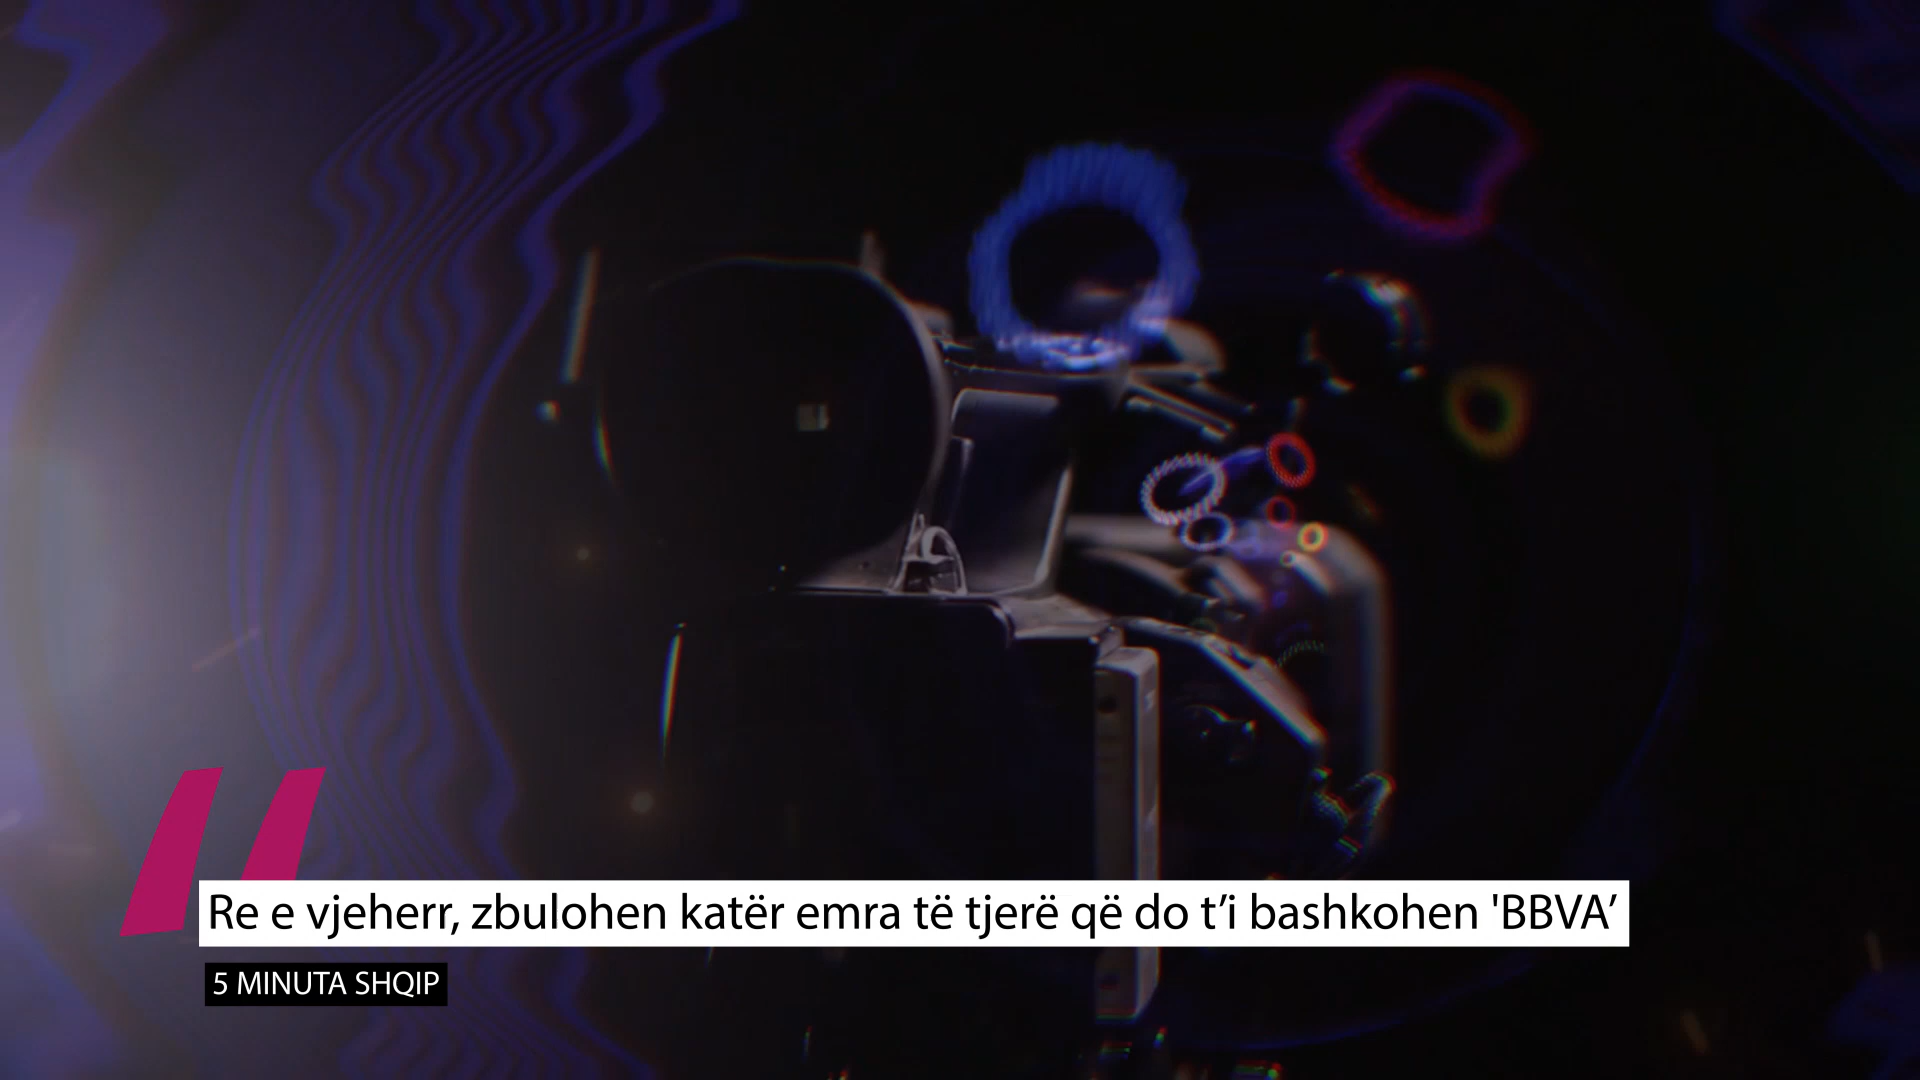 Re e vjeherr, zbulohen katër emra të tjerë që do t’i bashkohen 'BBVA’
5 MINUTA SHQIP